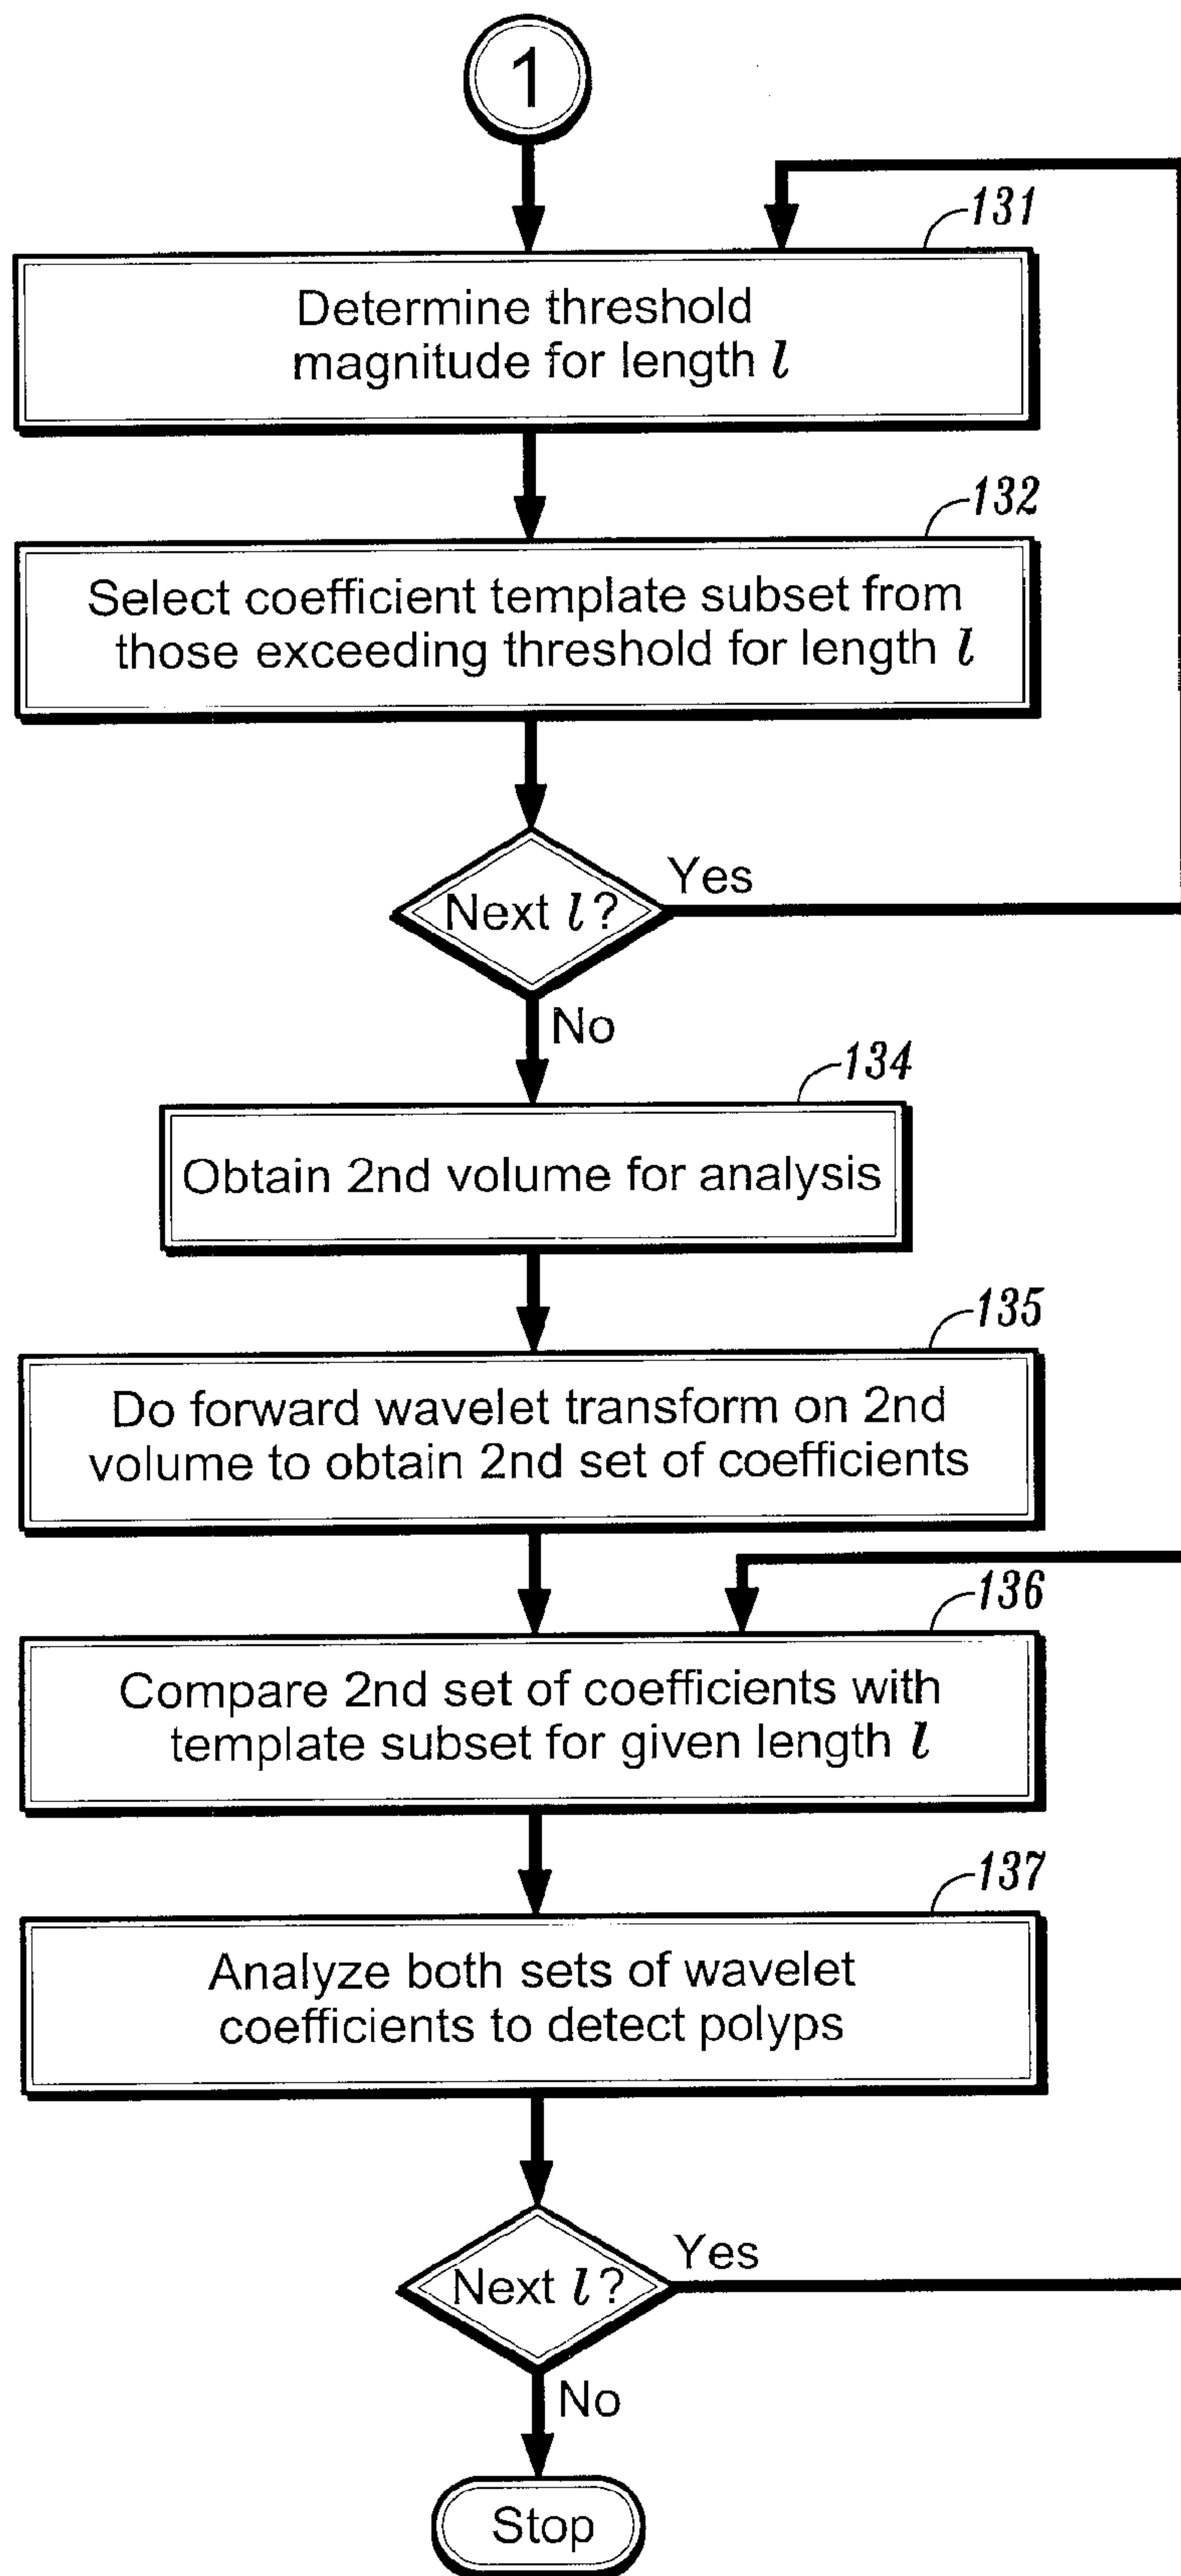 1
131
Determine threshold
magnitude for length l
132
Select coefficient template subset from
those exceeding threshold for length l
Next l?
Yes
No
134
Obtain 2nd volume for analysis
135
Do forward wavelet transform on 2nd
volume to obtain 2nd set of coefficients
136
Compare 2nd set of coefficients with
template subset for given length l
137
Analyze both sets of wavelet
coefficients to detect polyps
Next l?
Yes
No
Stop